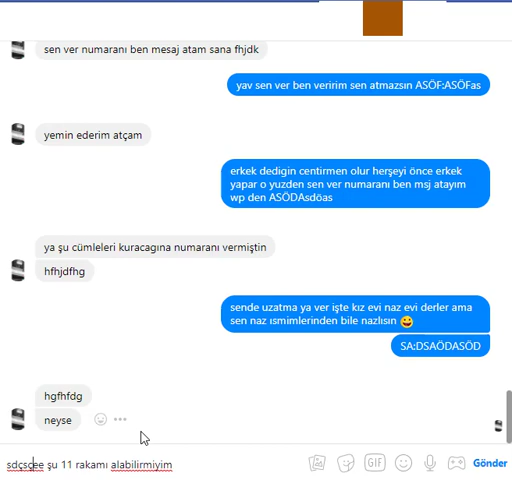 sen ver numaranı ben mesaj atam sana fhjdk
yav sen ver ben veririm sen atmazsın ASÖF:ASÖFas
yemin ederim atçam
erkek dedigin centirmen olur herşeyi önce erkek
yapar o yuzden sen ver numaranı ben msj atayım
wp den ASÖDAsdöas
ya şu cümleleri kuracagına numaranı vermiştin
hfhjdfhg
sende uzatma ya ver işte kız evi naz evi derler ama
sen naz ısmimlerinden bile nazlısın 😄
SA:DSAÖDASÖD
hgfhfdg
neyse
sdçsçee şu 11 rakamı alabilirmiyim
GIF
Gönder